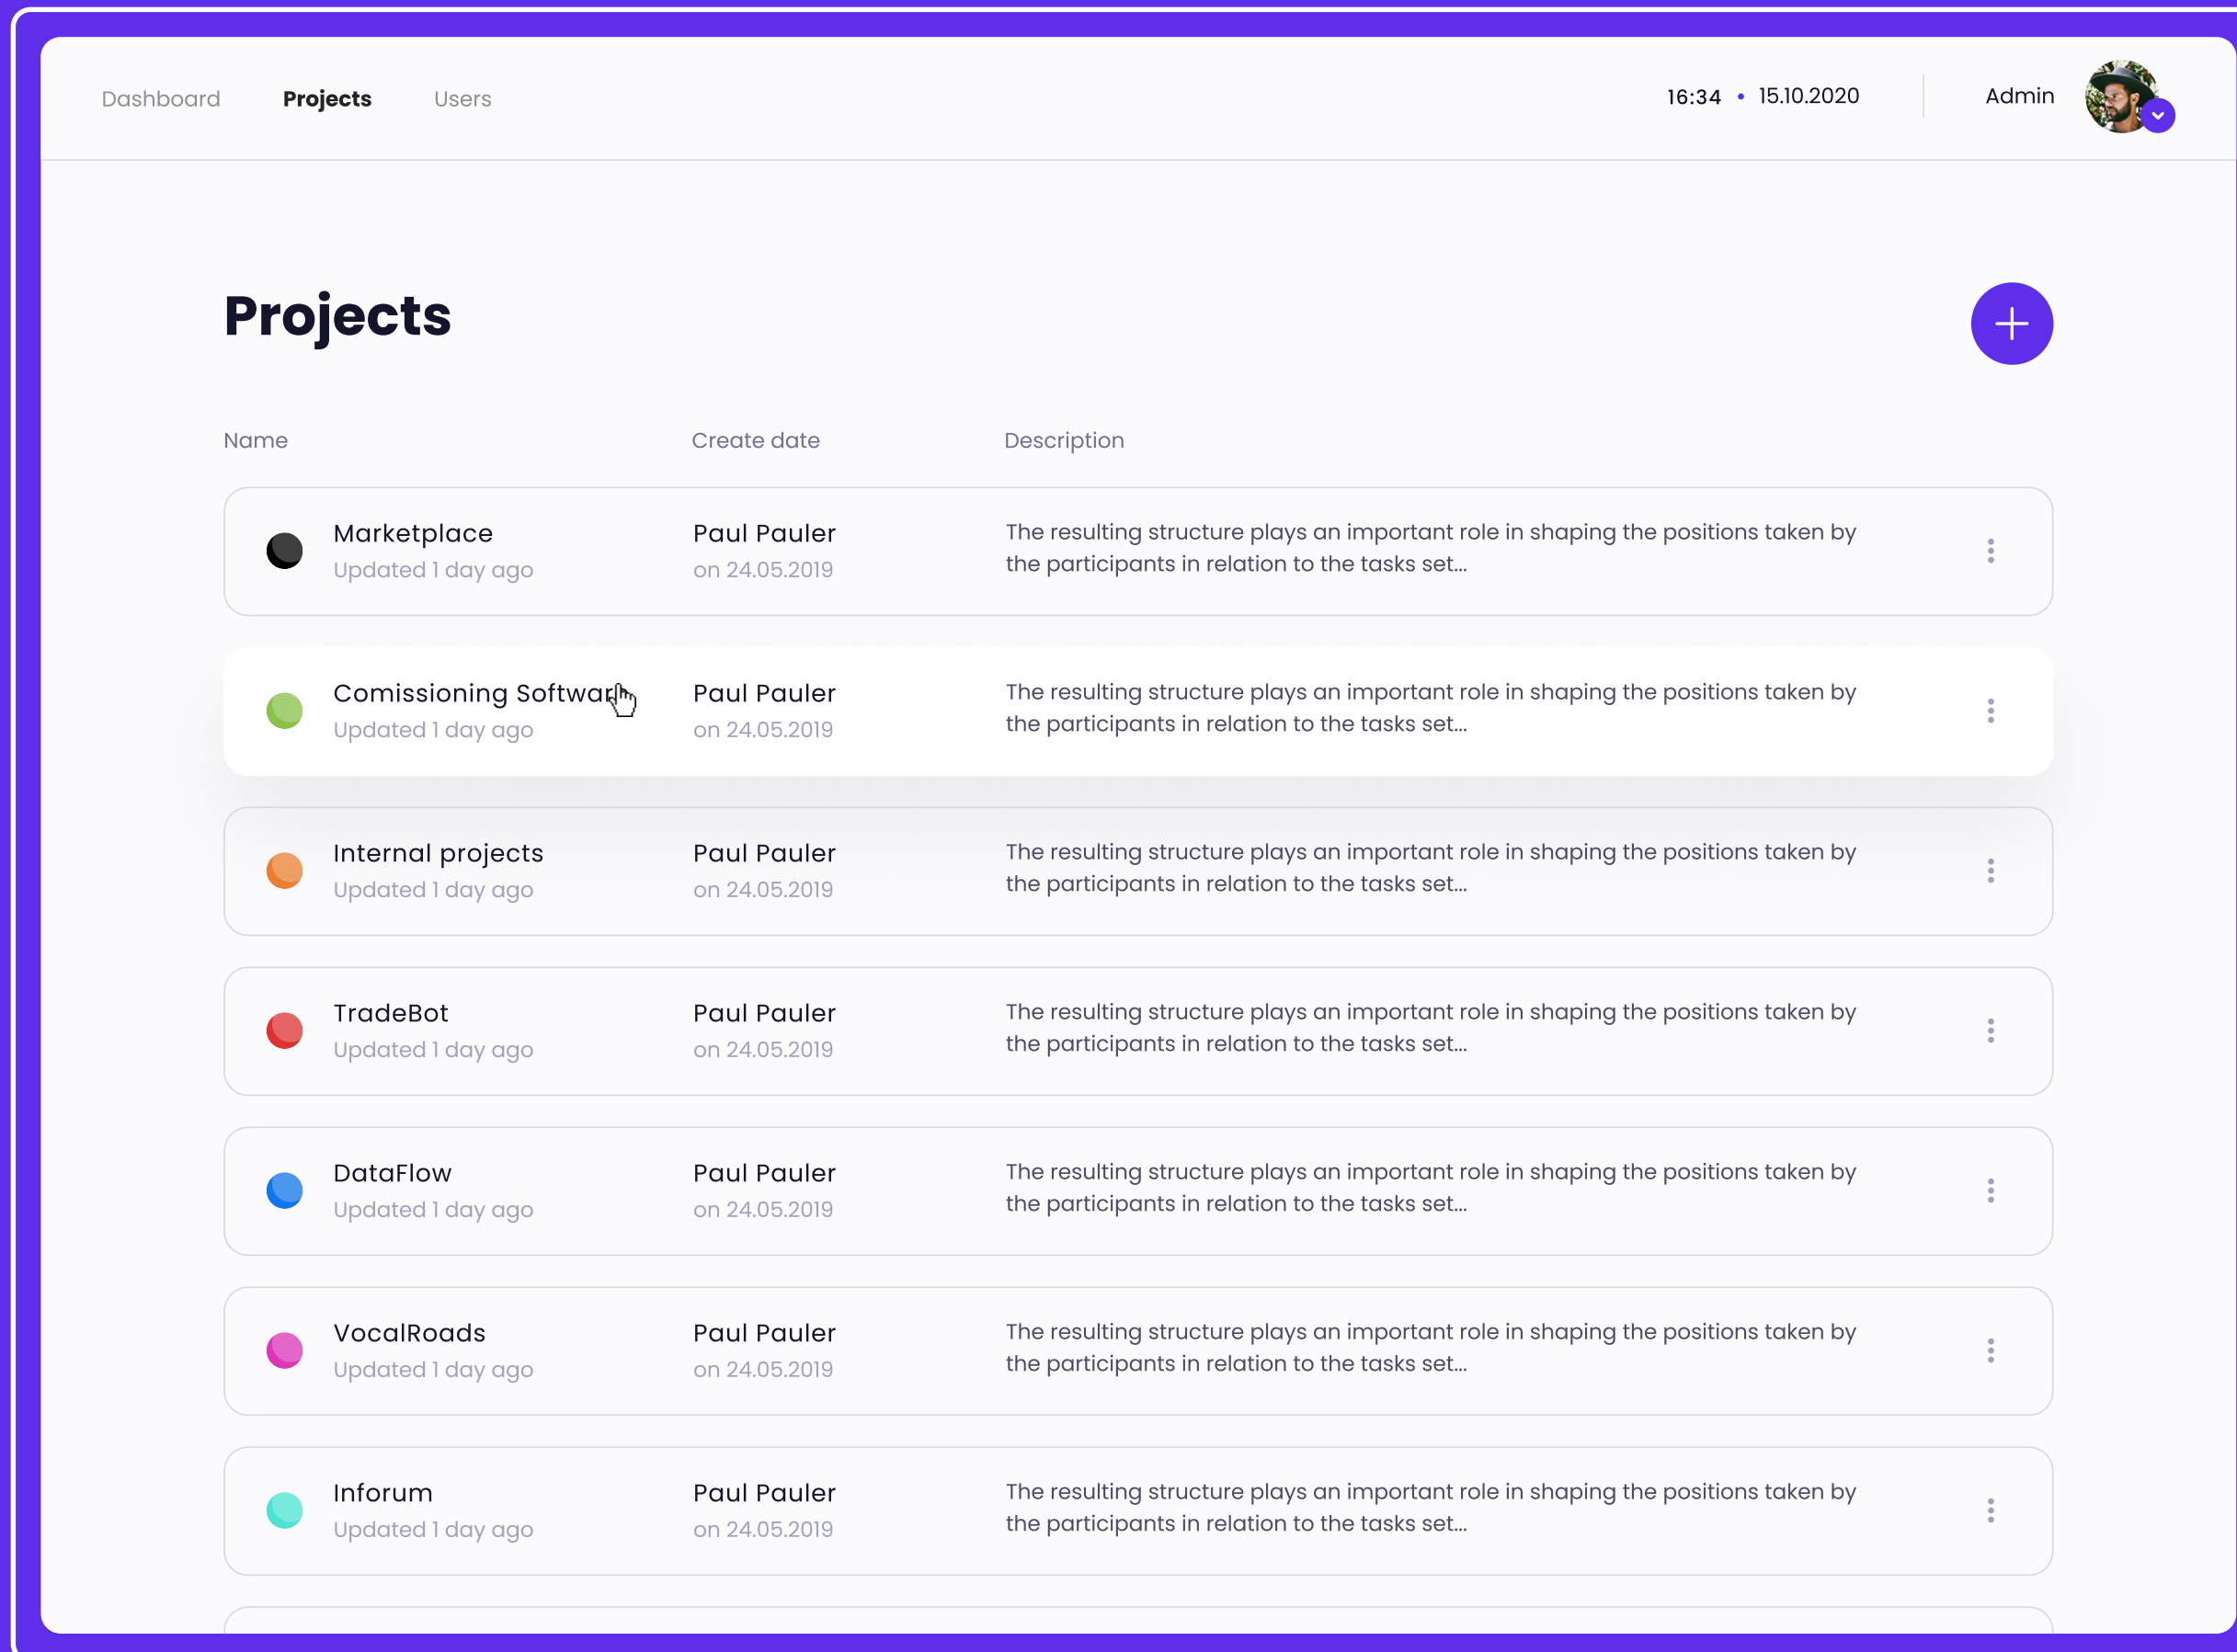 Dashboard Projects Users 16:34 • 15.10.2020 Admin
Projects
Name Create date Description
Marketplace Paul Pauler The resulting structure plays an important role in shaping the positions taken by
Updated 1 day ago on 24.05.2019 the participants in relation to the tasks set...
Comissioning Software Paul Pauler The resulting structure plays an important role in shaping the positions taken by
Updated 1 day ago on 24.05.2019 the participants in relation to the tasks set...
Internal projects Paul Pauler The resulting structure plays an important role in shaping the positions taken by
Updated 1 day ago on 24.05.2019 the participants in relation to the tasks set...
TradeBot Paul Pauler The resulting structure plays an important role in shaping the positions taken by
Updated 1 day ago on 24.05.2019 the participants in relation to the tasks set...
DataFlow Paul Pauler The resulting structure plays an important role in shaping the positions taken by
Updated 1 day ago on 24.05.2019 the participants in relation to the tasks set...
VocalRoads Paul Pauler The resulting structure plays an important role in shaping the positions taken by
Updated 1 day ago on 24.05.2019 the participants in relation to the tasks set...
Inforum Paul Pauler The resulting structure plays an important role in shaping the positions taken by
Updated 1 day ago on 24.05.2019 the participants in relation to the tasks set...